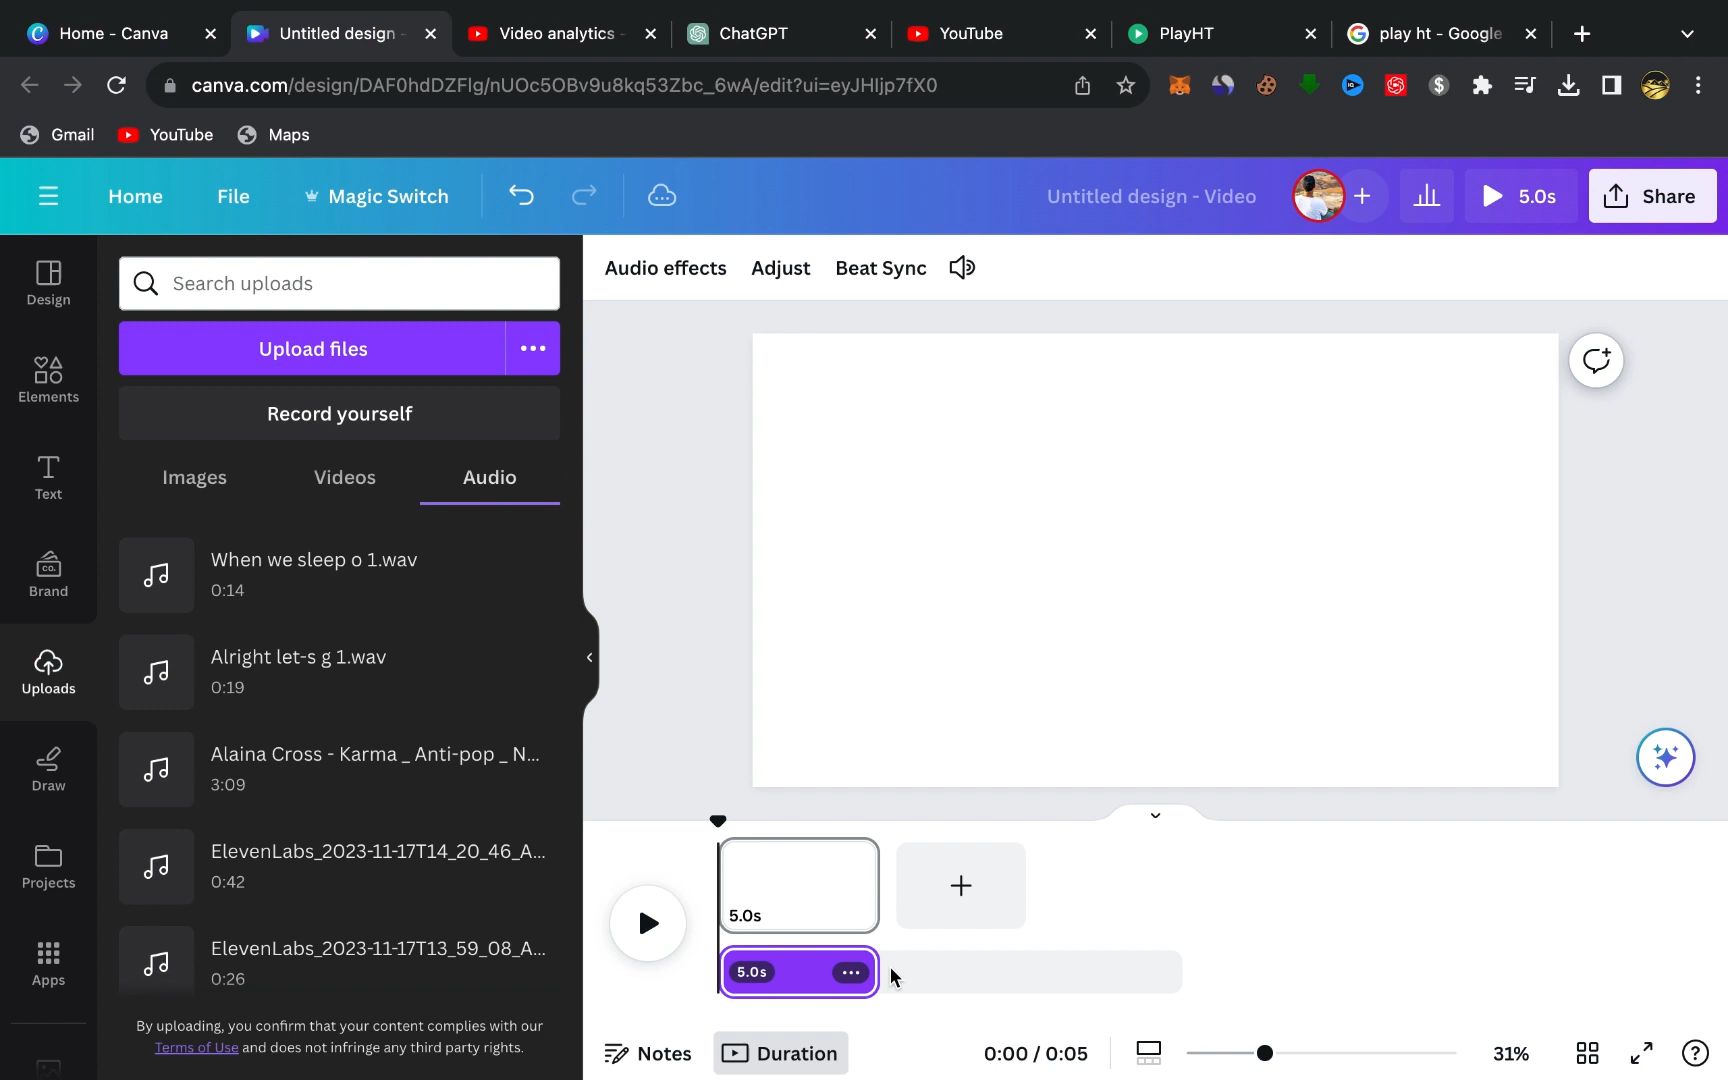 Home - Canva
Untitled design -
Video analytics -
ChatGPT
YouTube
PlayHT
play ht - Google
canva.com/design/DAF0hdDZFlg/nUOc5OBv9u8kq53Zbc_6wA/edit?ui=eyJHIjp7fX0
Gmail
YouTube
Maps
Home
File
Magic Switch
Untitled design - Video
5.0s
Share
Design
Elements
Text
Brand
Uploads
Draw
Projects
Apps
Search uploads
Upload files
Record yourself
Images
Videos
Audio
When we sleep o 1.wav
0:14
Alright let-s g 1.wav
0:19
Alaina Cross - Karma _ Anti-pop _ N...
3:09
ElevenLabs_2023-11-17T14_20_46_A...
0:42
ElevenLabs_2023-11-17T13_59_08_A...
0:26
By uploading, you confirm that your content complies with our
Terms of Use and does not infringe any third party rights.
Audio effects
Adjust
Beat Sync
5.0s
5.0s
Notes
Duration
0:00 / 0:05
31%